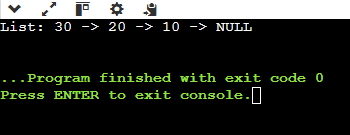 List: 30 -> 20 -> 10 -> NULL
...Program finished with exit code 0
Press ENTER to exit console.